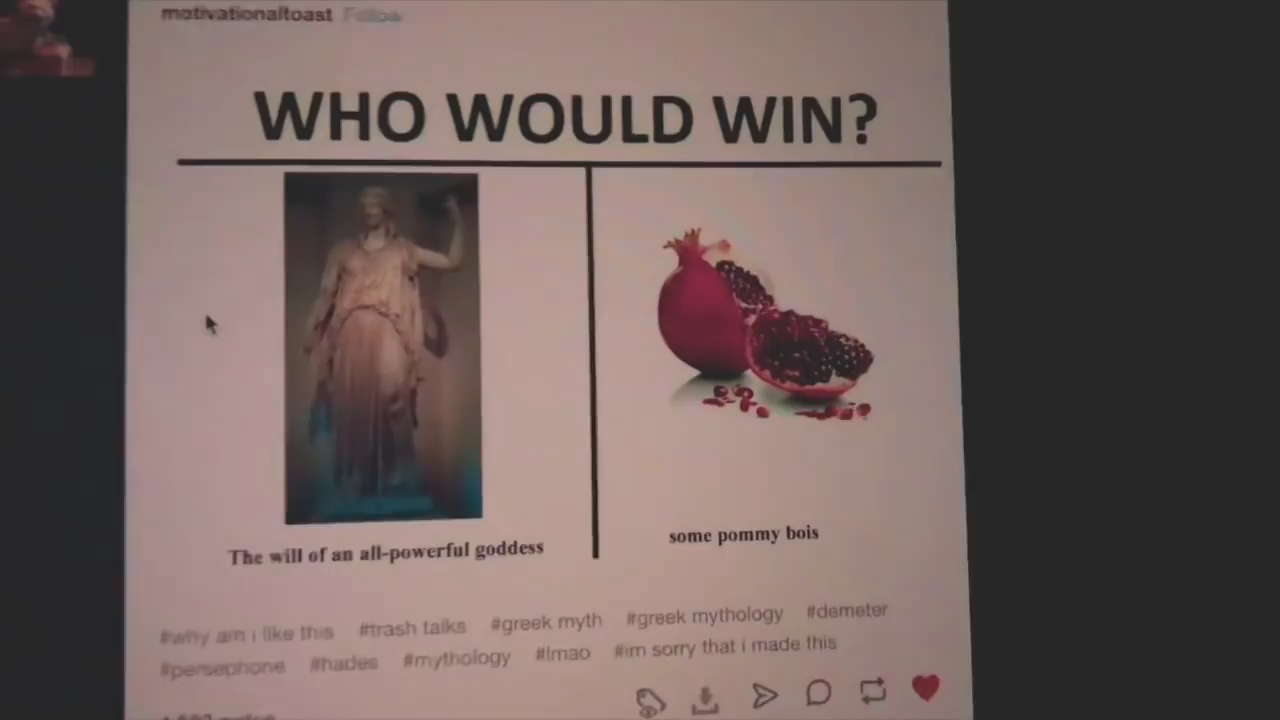 motivationaltoast Follow
WHO WOULD WIN?
The will of an all-powerful goddess
some pommy bois
#why am i like this #trash talks #greek myth #greek mythology #demeter
#persephone #hades #mythology #lmao #im sorry that i made this